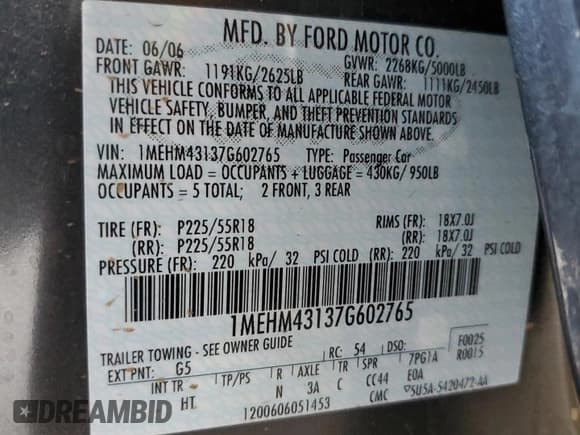 MFD. BY FORD MOTOR CO.
DATE: 06/06
GVWR: 2268KG/5000LB
FRONT GAWR: 1191KG/2625LB
REAR GAWR: 1111KG/2450LB
THIS VEHICLE CONFORMS TO ALL APPLICABLE FEDERAL MOTOR
VEHICLE SAFETY, BUMPER, AND THEFT PREVENTION STANDARDS
IN EFFECT ON THE DATE OF MANUFACTURE SHOWN ABOVE.
VIN: 1MEHM43137G602765 TYPE: Passenger Car
MAXIMUM LOAD = OCCUPANTS + LUGGAGE = 430KG/ 950LB
OCCUPANTS = 5 TOTAL; 2 FRONT, 3 REAR
TIRE (FR): P225/55R18 RIMS (FR): 18X7.0J
(RR): P225/55R18 (RR): 18X7.0J
PRESSURE (FR): 220 kPa/ 32 PSI COLD (RR): 220 kPa/ 32 PSI COLD
1MEHM43137G602765
TRAILER TOWING - SEE OWNER GUIDE
F0025
EXT PNT: G5 RC: 54 DSO: R0015
INT TR TP/PS R AXLE TR SPR 7PG1A
HT N 3A C CC44 EOA
1200606051453 CMC 5U5A-5420472-AA
DREAMBID